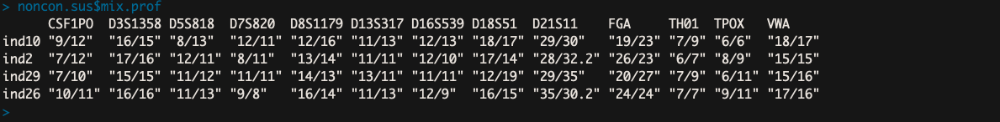 > noncon.sus$mix.prof
      CSF1PO  D3S1358 D5S818  D7S820  D8S1179 D13S317 D16S539 D18S51  D21S11    FGA     TH01  TPOX   VWA
ind10 "9/12"  "16/15" "8/13"  "12/11" "12/16" "11/13" "12/13" "18/17" "29/30"   "19/23" "7/9" "6/6"  "18/17"
ind2  "7/12"  "17/16" "12/11" "8/11"  "13/14" "11/11" "12/10" "17/14" "28/32.2" "26/23" "6/7" "8/9"  "15/15"
ind29 "7/10"  "15/15" "11/12" "11/11" "14/13" "13/11" "11/11" "12/19" "29/35"   "20/27" "7/9" "6/11" "15/16"
ind26 "10/11" "16/16" "11/13" "9/8"   "16/14" "11/13" "12/9"  "16/15" "35/30.2" "24/24" "7/7" "9/11" "17/16"
>